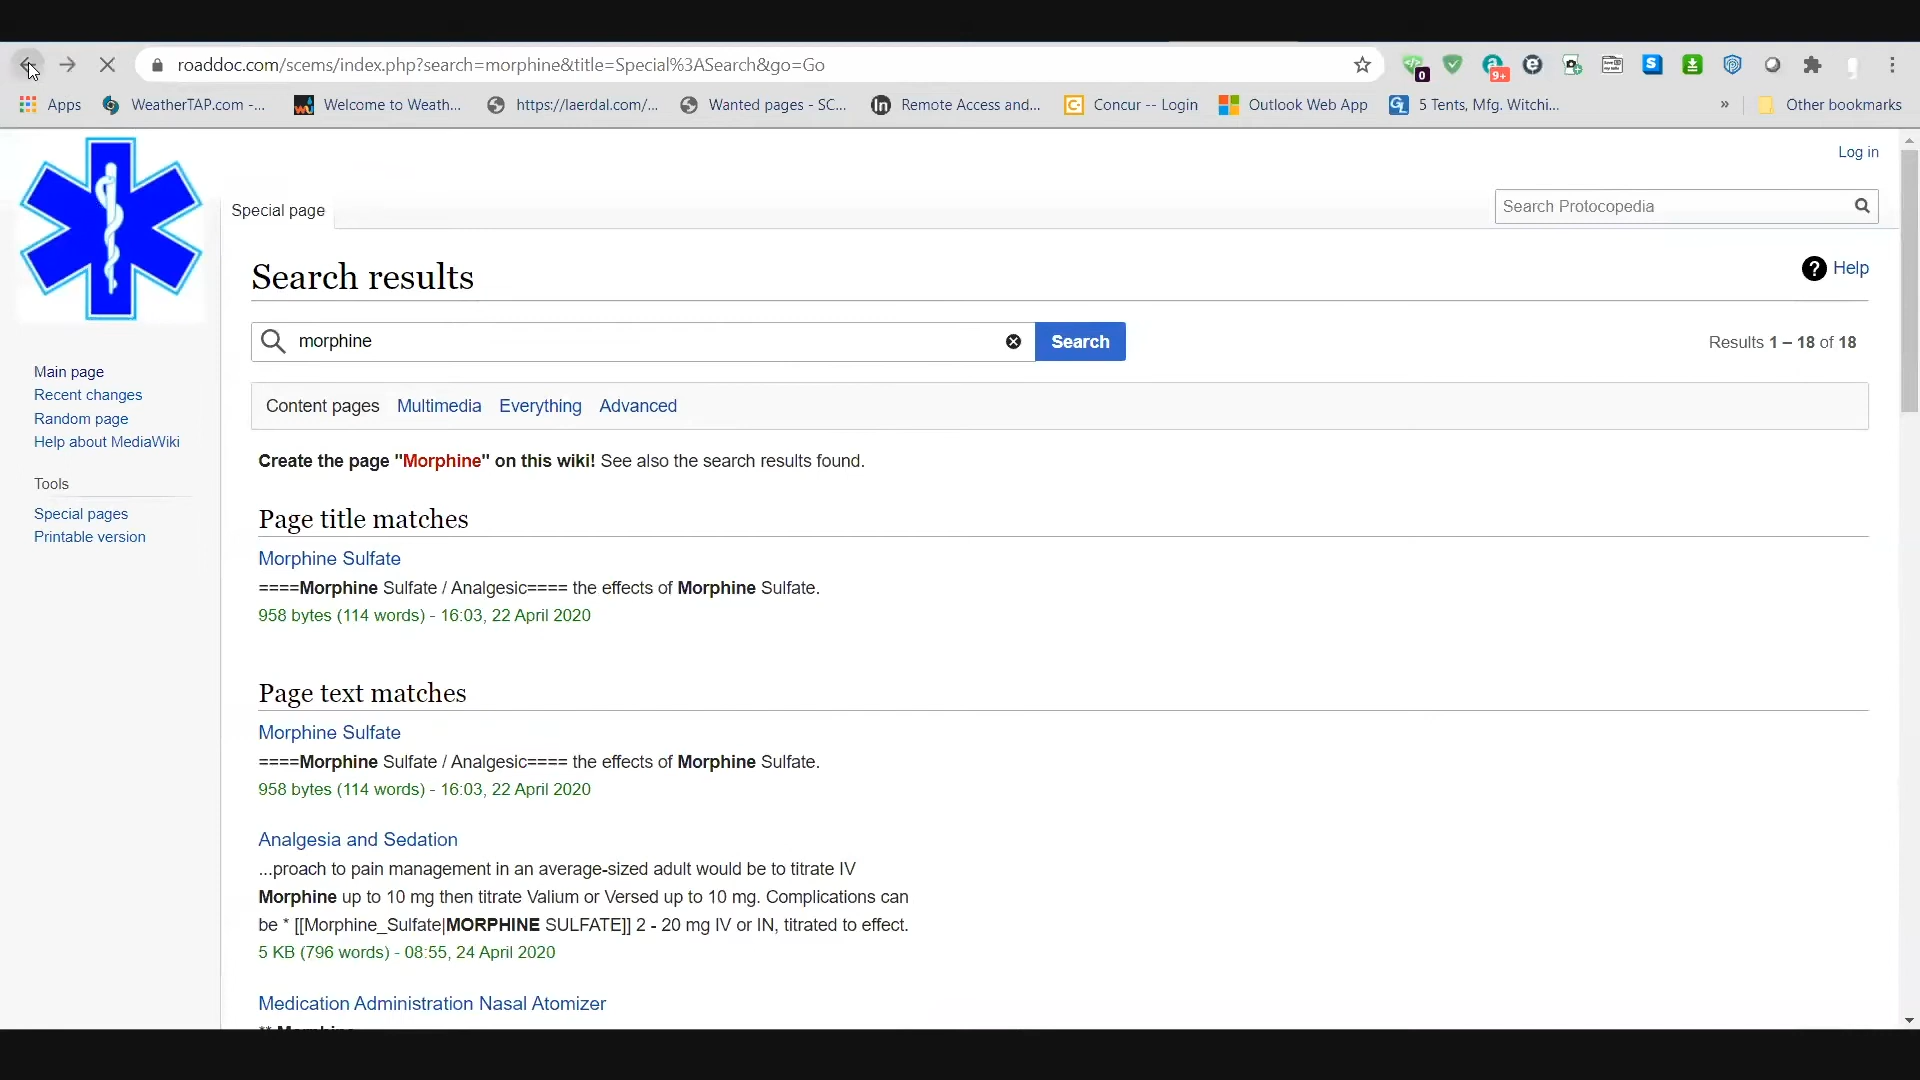 roaddoc.com/scems/index.php?search=morphine&title=Special%3ASearch&go=Go
0
9+
S
Apps
WeatherTAP.com -...
Welcome to Weath...
https://laerdal.com/...
Wanted pages - SC...
In
Remote Access and...
Concur -- Login
Outlook Web App
GL
5 Tents, Mfg. Witchi...
»
Other bookmarks
Log in
Special page
Search Protocopedia
Search results
? Help
morphine
Search
Results 1 – 18 of 18
Main page
Recent changes
Random page
Help about MediaWiki
Tools
Special pages
Printable version
Content pages Multimedia Everything Advanced
Create the page "Morphine" on this wiki! See also the search results found.
Page title matches
Morphine Sulfate
====Morphine Sulfate / Analgesic==== the effects of Morphine Sulfate.
958 bytes (114 words) - 16:03, 22 April 2020
Page text matches
Morphine Sulfate
====Morphine Sulfate / Analgesic==== the effects of Morphine Sulfate.
958 bytes (114 words) - 16:03, 22 April 2020
Analgesia and Sedation
...proach to pain management in an average-sized adult would be to titrate IV
Morphine up to 10 mg then titrate Valium or Versed up to 10 mg. Complications can
be * [[Morphine_Sulfate|MORPHINE SULFATE]] 2 - 20 mg IV or IN, titrated to effect.
5 KB (796 words) - 08:55, 24 April 2020
Medication Administration Nasal Atomizer
** Morphine